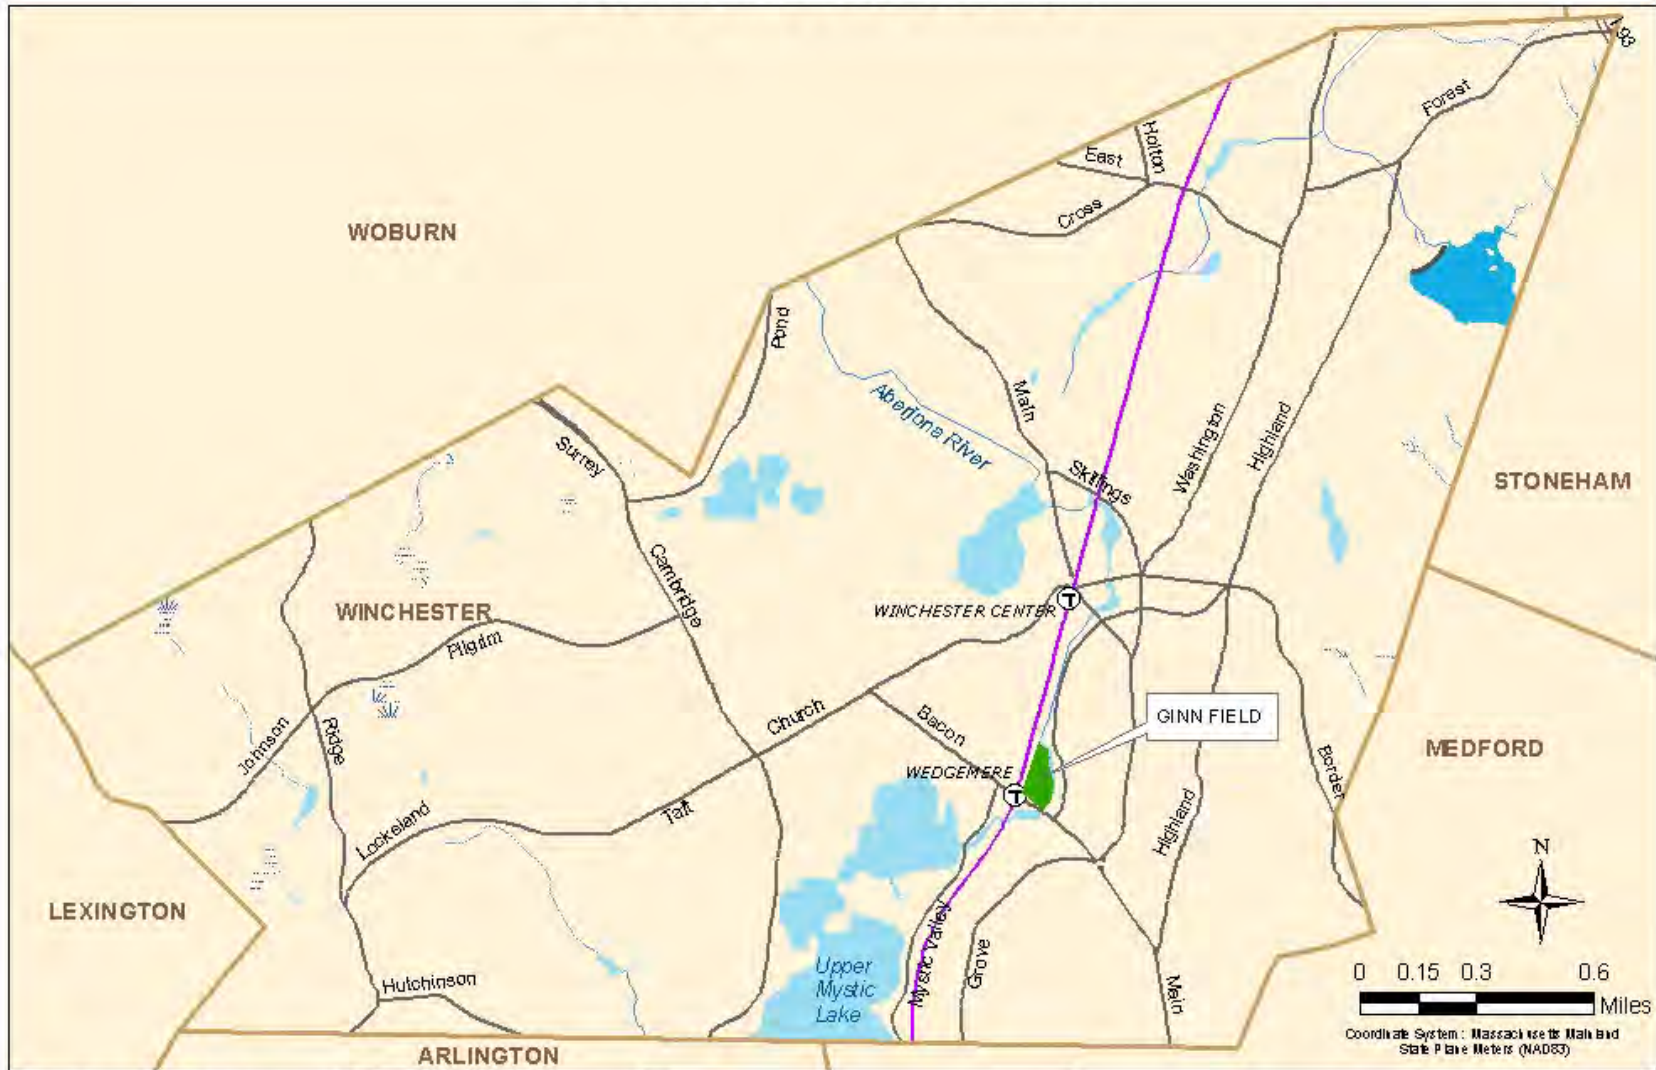 I-93
Forest
Holton
East
Cross
WOBURN
Pond
Main
Aberjona River
Skillings
Washington
Highland
STONEHAM
Surrey
Cambridge
WINCHESTER
WINCHESTER CENTER
T
Pilgrim
Johnson
Ridge
Church
Bacon
GINN FIELD
MEDFORD
Border
WEDGEMERE
T
Lockeland
Taft
Highland
LEXINGTON
N
Mystic Valley
Grove
Main
Upper
Mystic
Lake
Hutchinson
0 0.15 0.3 0.6
Miles
Coordinate System: Massachusetts Mainland
State Plane Meters (NAD83)
ARLINGTON